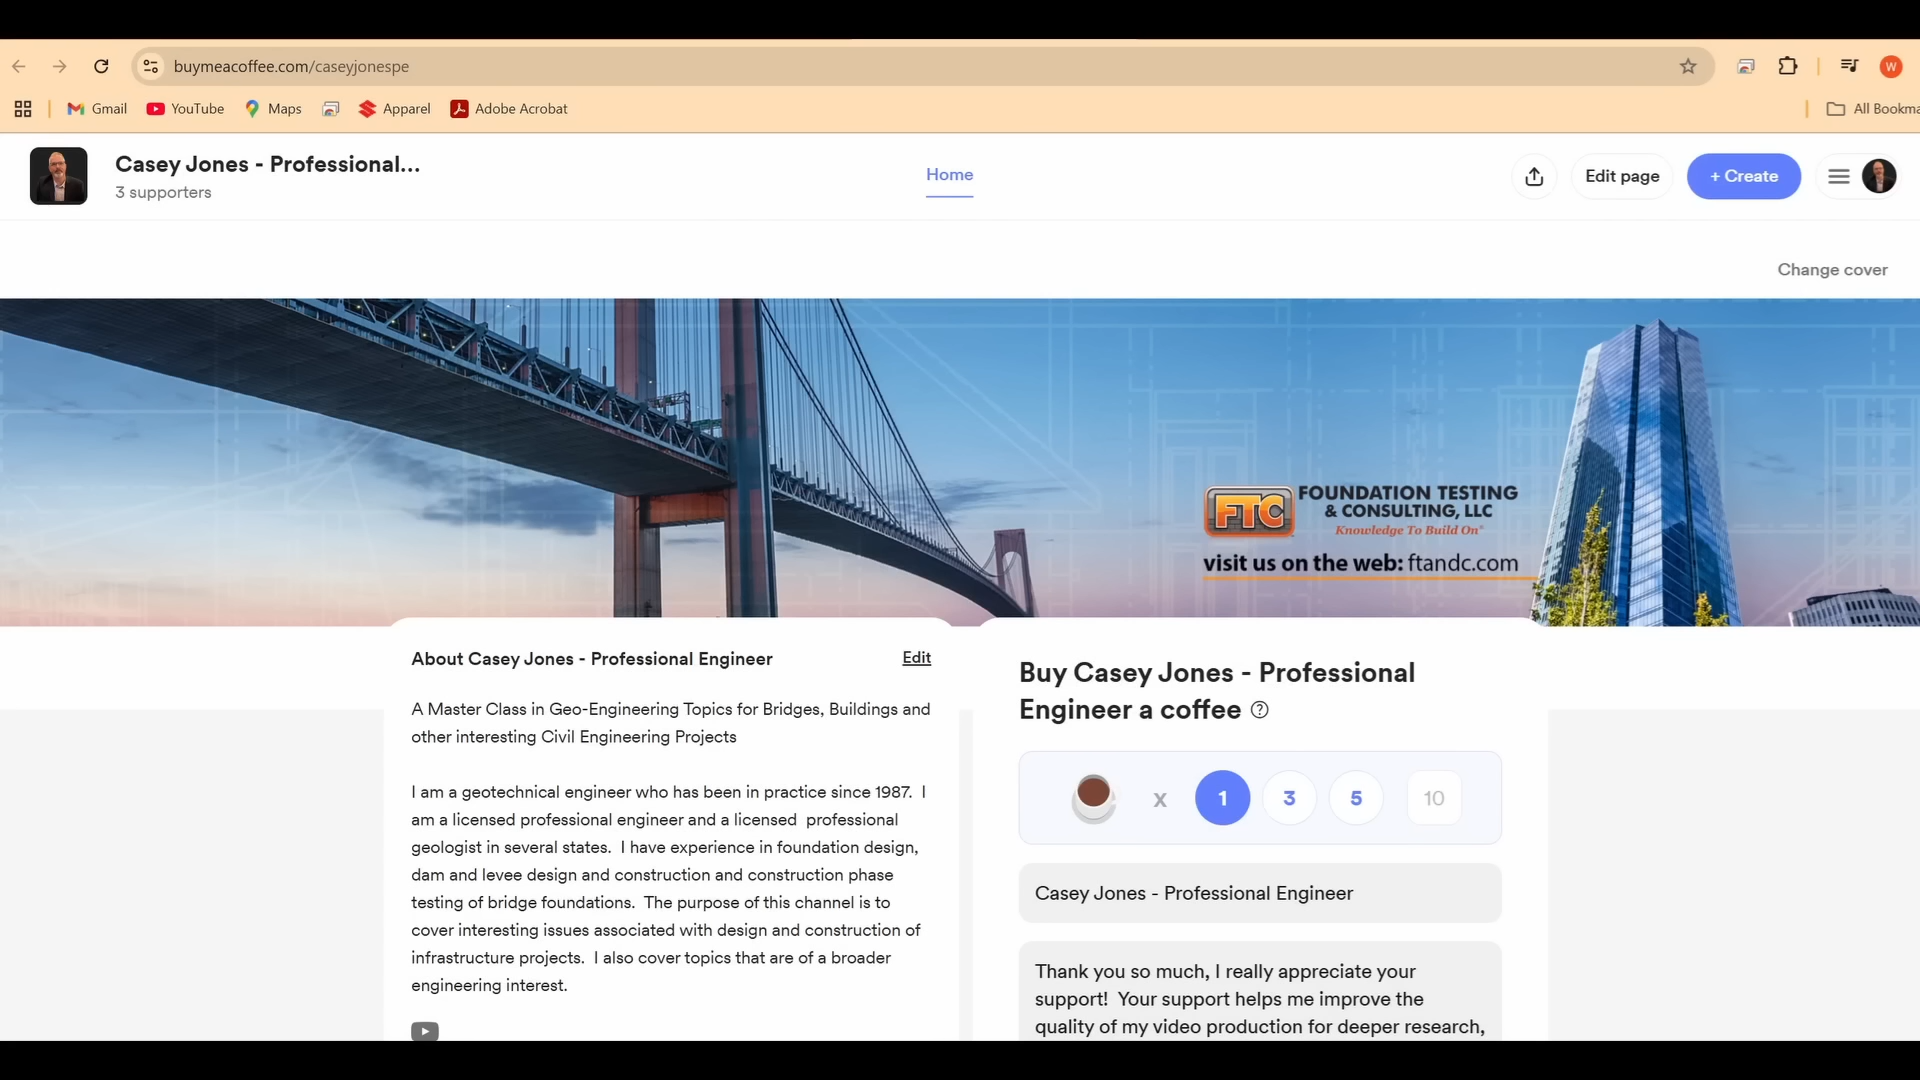 buymeacoffee.com/caseyjonespe
W
Gmail
YouTube
Maps
Apparel
Adobe Acrobat
All Bookma
Casey Jones - Professional...
3 supporters
Home
Edit page
+ Create
Change cover
FTC
FOUNDATION TESTING
& CONSULTING, LLC
Knowledge To Build On®
visit us on the web: ftandc.com
About Casey Jones - Professional Engineer
Edit
A Master Class in Geo-Engineering Topics for Bridges, Buildings and
other interesting Civil Engineering Projects
I am a geotechnical engineer who has been in practice since 1987.  I
am a licensed professional engineer and a licensed  professional
geologist in several states.  I have experience in foundation design,
dam and levee design and construction and construction phase
testing of bridge foundations.  The purpose of this channel is to
cover interesting issues associated with design and construction of
infrastructure projects.  I also cover topics that are of a broader
engineering interest.
Buy Casey Jones - Professional
Engineer a coffee ?
x 1 3 5 10
Casey Jones - Professional Engineer
Thank you so much, I really appreciate your
support!  Your support helps me improve the
quality of my video production for deeper research,